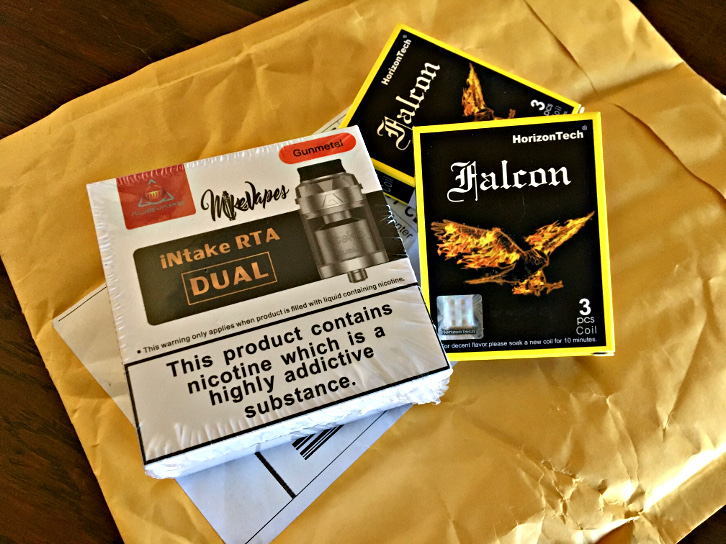 Gunmetal
MikeVapes
iNtake RTA
DUAL
• This warning only applies when product is filled with liquid containing nicotine.
This product contains
nicotine which is a
highly addictive
substance.
HorizonTech®
Falcon
3
pcs
HorizonTech®
Falcon
3
pcs
Coil
For decent flavor please soak a new coil for 10 minutes.